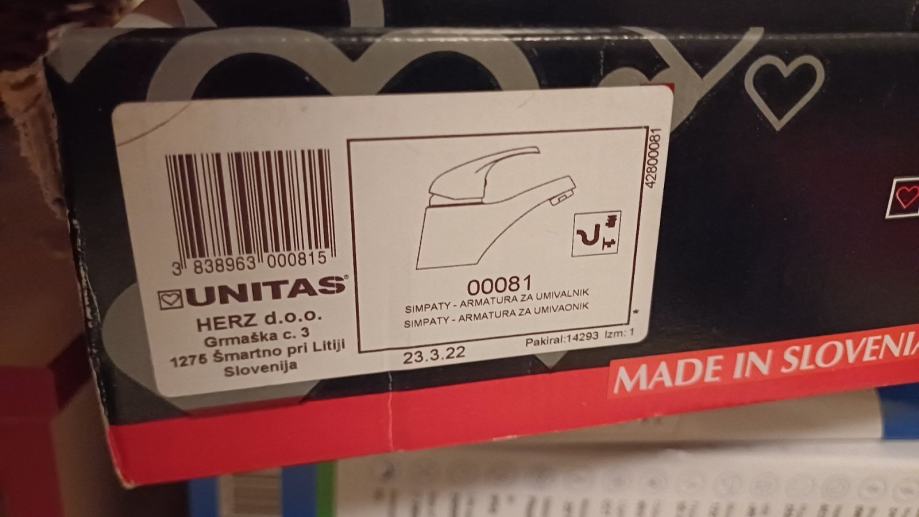 3 838963 000815
UNITAS®
HERZ d.o.o.
Grmaška c. 3
1275 Šmartno pri Litiji
Slovenija
42800081
00081
SIMPATY - ARMATURA ZA UMIVALNIK
SIMPATY - ARMATURA ZA UMIVAONIK
*
23.3.22
Pakiral:14293 Izm: 1
MADE IN SLOVENIA